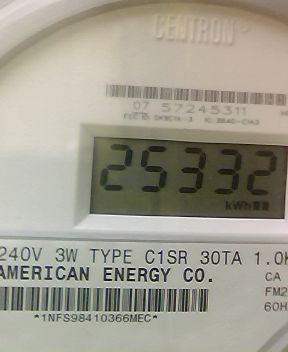 CENTRON®
07 57245311
25332
kWh
240V 3W TYPE C1SR 30TA 1.0K
AMERICAN ENERGY CO.
CA
FM2
60H
*1NFS98410366MEC*